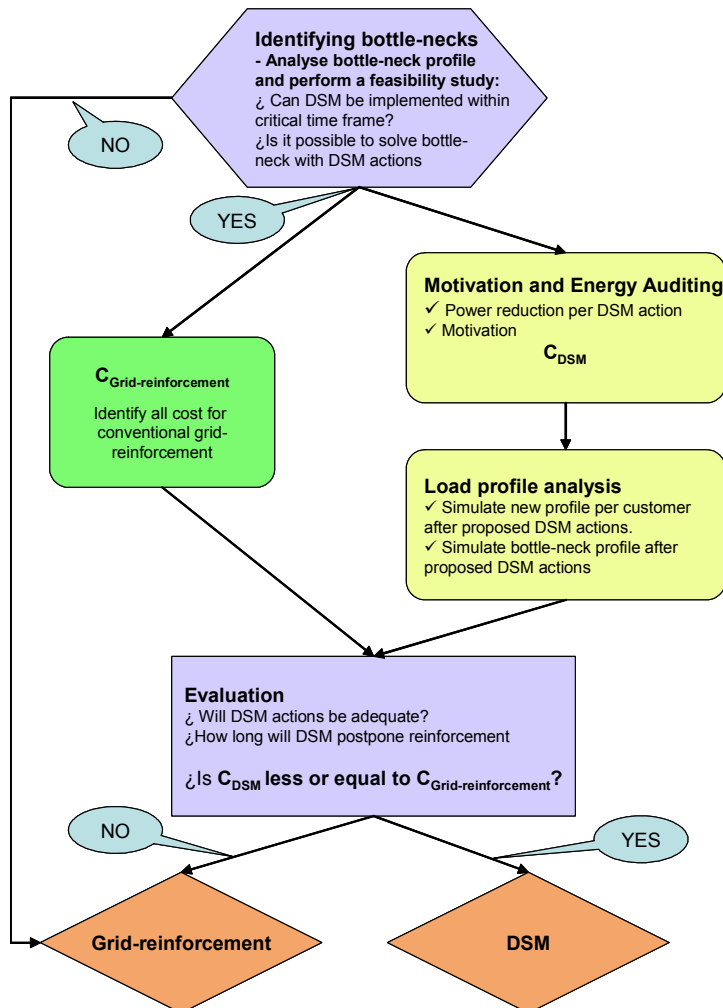 Identifying bottle-necks
- Analyse bottle-neck profile
and perform a feasibility study:
¿ Can DSM be implemented within
critical time frame?
¿Is it possible to solve bottle-
neck with DSM actions
NO
YES
Motivation and Energy Auditing
✓ Power reduction per DSM action
✓ Motivation
C_DSM
C_Grid-reinforcement
Identify all cost for
conventional grid-
reinforcement
Load profile analysis
✓ Simulate new profile per customer
after proposed DSM actions.
✓ Simulate bottle-neck profile after
proposed DSM actions
Evaluation
¿ Will DSM actions be adequate?
¿How long will DSM postpone reinforcement
¿Is C_DSM less or equal to C_Grid-reinforcement?
NO
YES
Grid-reinforcement
DSM